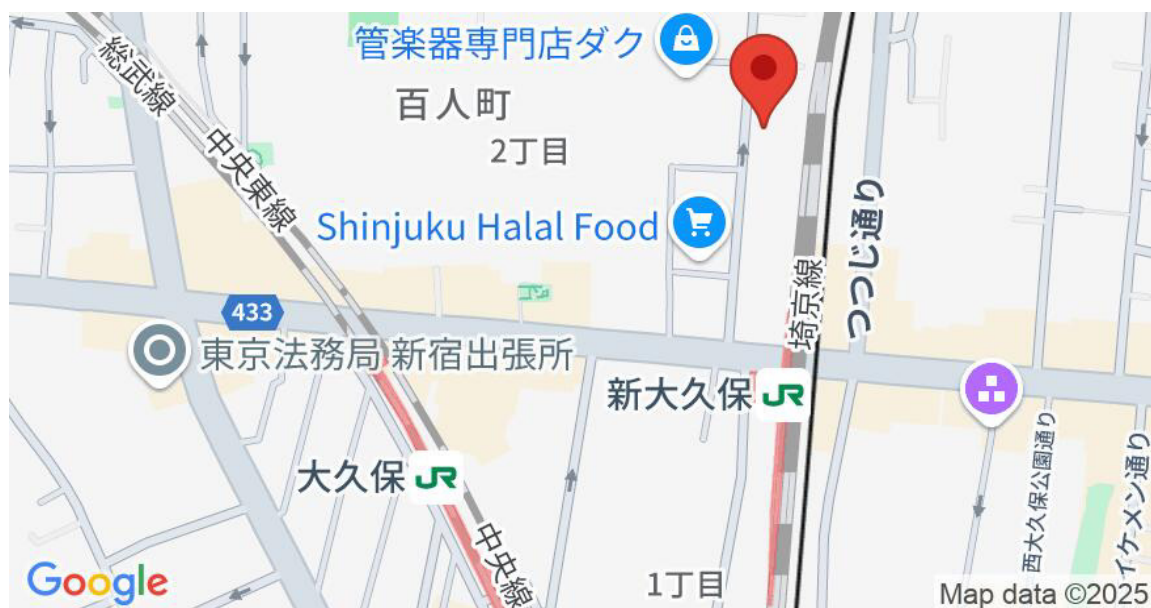 管楽器専門店ダク
総武線
百人町
2丁目
中央東線
つつじ通り
Shinjuku Halal Food
埼京線
433
東京法務局 新宿出張所
新大久保 JR
大久保 JR
西大久保公園通り
イケメン通り
中央線
1丁目
Google
Map data ©2025